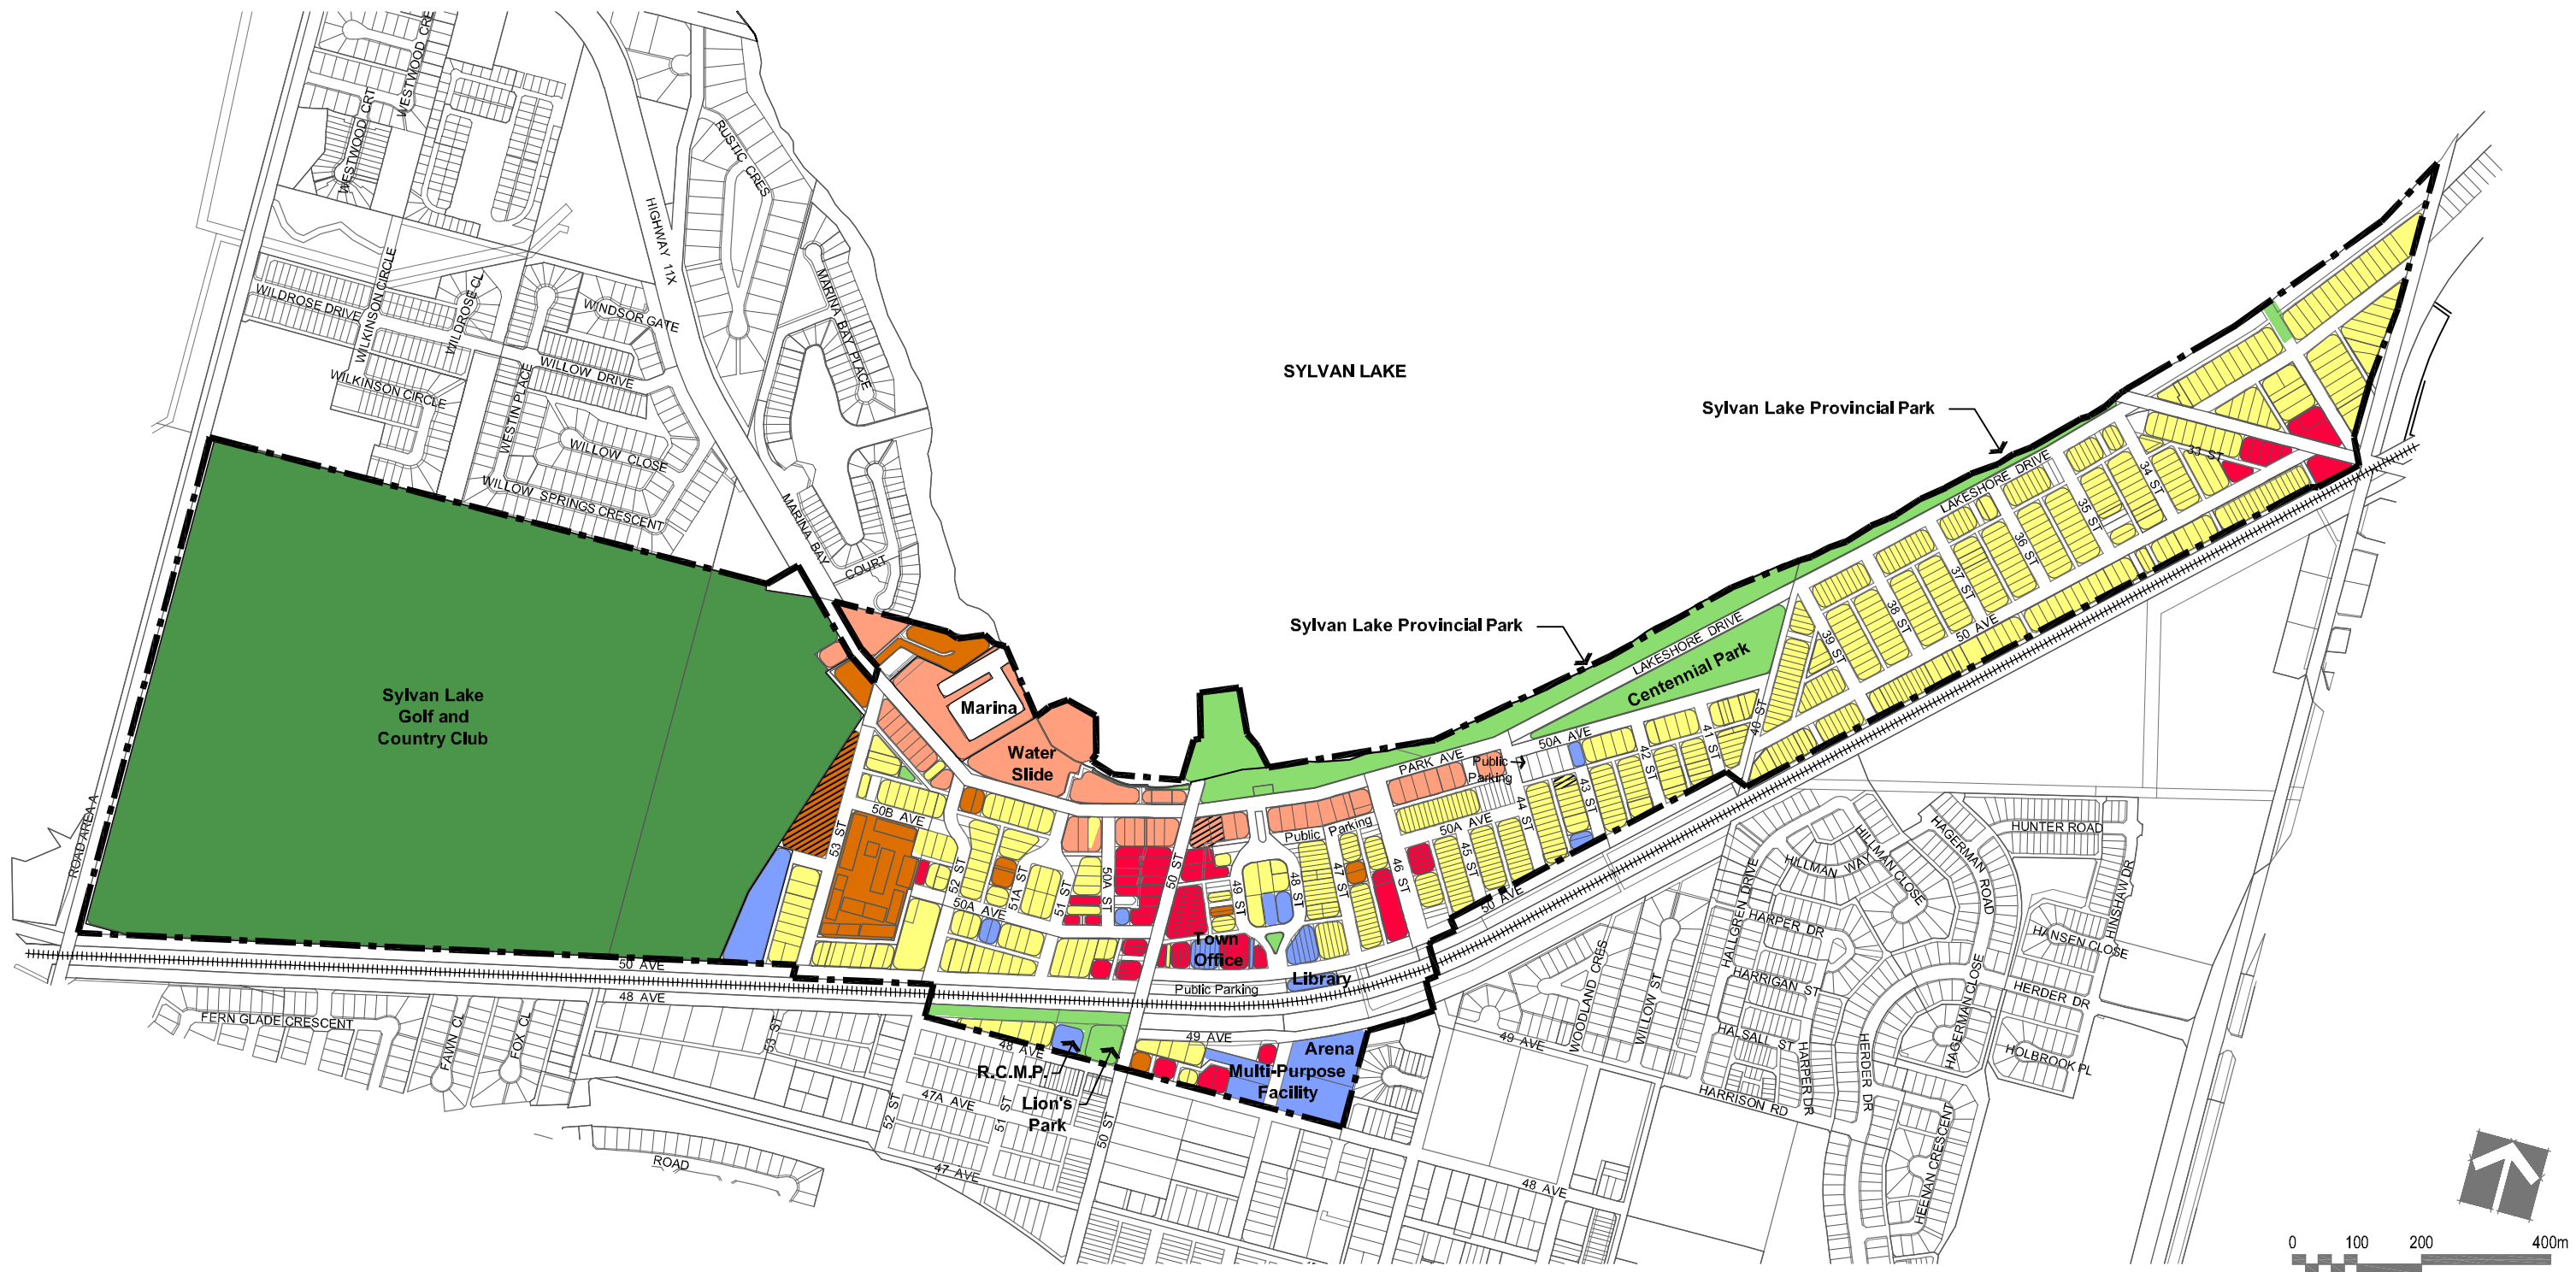 WESTWOOD CRE
WESTWOOD CRT
RUSTIC CRES
HIGHWAY 11X
MARINA BAY PLACE
WILDROSE DRIVE
WILKINSON CIRCLE
WILDROSE CL
WINDSOR GATE
WILLOW DRIVE
WILKINSON CIRCLE
WESTIN PLACE
WILLOW CLOSE
WILLOW SPRINGS CRESCENT
MARINA BAY
COURT
SYLVAN LAKE
Sylvan Lake Provincial Park
Sylvan Lake Provincial Park
LAKESHORE DRIVE
LAKESHORE DRIVE
Centennial Park
33 ST
34 ST
35 ST
36 ST
37 ST
38 ST
39 ST
40 ST
41 ST
42 ST
43 ST
44 ST
45 ST
46 ST
47 ST
48 ST
49 ST
50 ST
50A ST
51 ST
51A ST
52 ST
53 ST
50 AVE
50A AVE
PARK AVE
Public
Parking
50A AVE
Public Parking
50B AVE
50A AVE
50 AVE
Sylvan Lake
Golf and
Country Club
Marina
Water
Slide
Town
Office
Library
Public Parking
ROAD AREA A
50 AVE
48 AVE
53 ST
FERN GLADE CRESCENT
FAWN CL
FOX CL
48 AVE
R.C.M.P.
Lion's
Park
49 AVE
Arena
Multi-Purpose
Facility
47A AVE
52 ST
51 ST
50 ST
47 AVE
ROAD
49 AVE
48 AVE
WOODLAND CRES
WILLOW ST
HALLGREN DRIVE
HARPER DR
HARRIGAN ST
HALSALL ST
HARPER DR
HARRISON RD
HERDER DR
HILLMAN WAY
HILLMAN CLOSE
HAGERMAN ROAD
HAGERMAN CLOSE
HUNTER ROAD
HINSHAW DR
HANSEN CLOSE
HERDER DR
HOLBROOK PL
HEENAN CRESCENT
0 100 200 400m